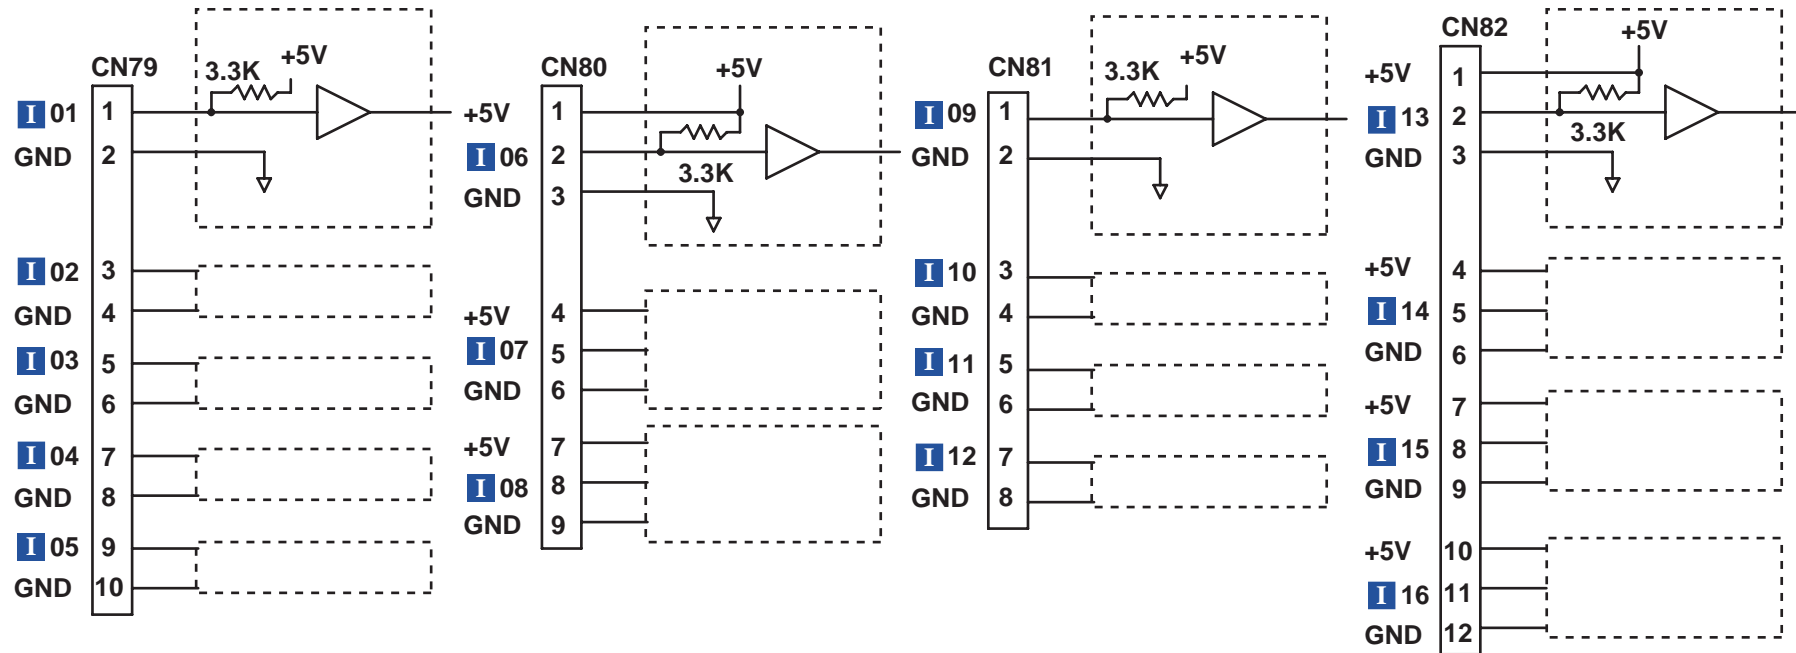 CN79
+5V
3.3K
I 01 1
GND 2
I 02 3
GND 4
I 03 5
GND 6
I 04 7
GND 8
I 05 9
GND 10
CN80
+5V
+5V 1
I 06 2
3.3K
GND 3
+5V 4
I 07 5
GND 6
+5V 7
I 08 8
GND 9
CN81
+5V
3.3K
I 09 1
GND 2
I 10 3
GND 4
I 11 5
GND 6
I 12 7
GND 8
CN82
+5V
+5V 1
I 13 2
3.3K
GND 3
+5V 4
I 14 5
GND 6
+5V 7
I 15 8
GND 9
+5V 10
I 16 11
GND 12